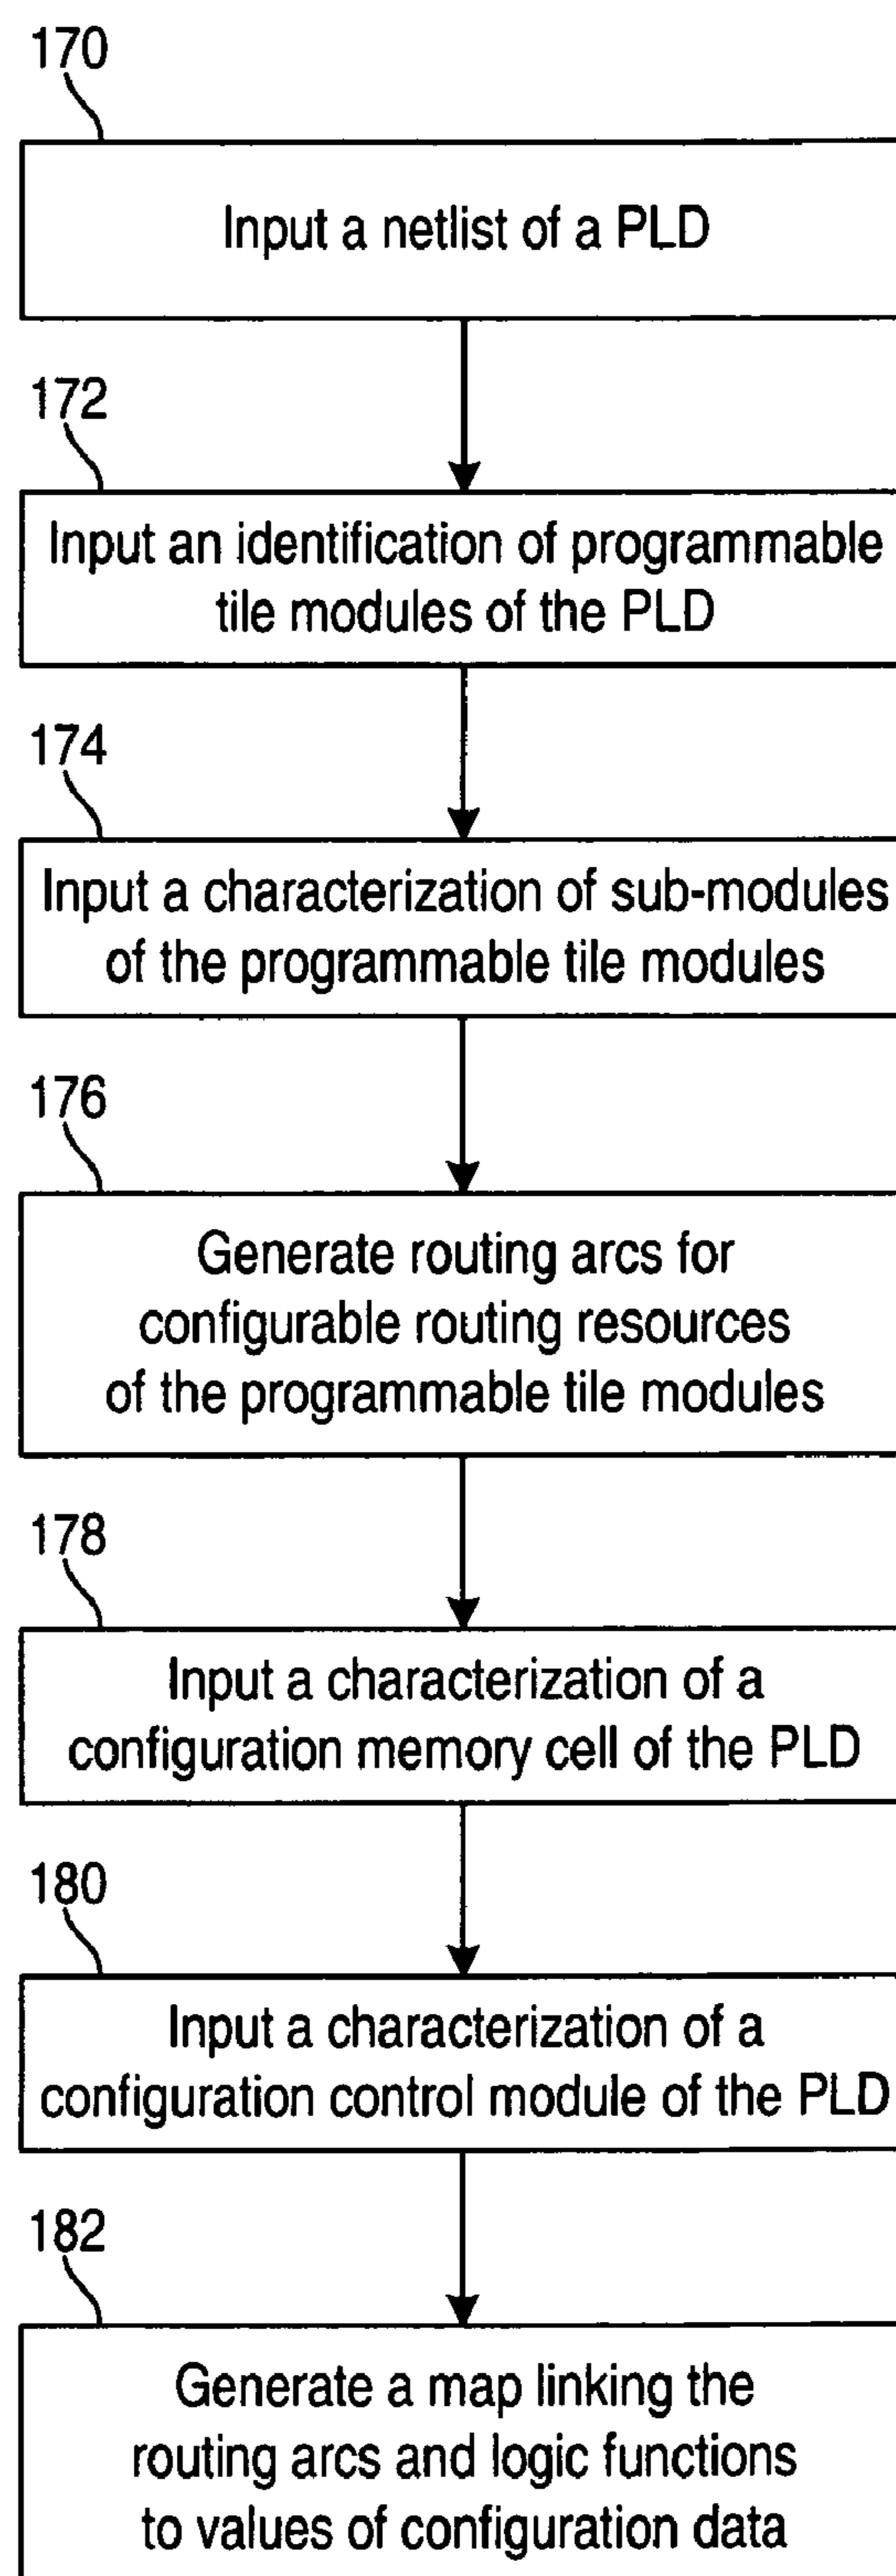 170
Input a netlist of a PLD
172
Input an identification of programmable
tile modules of the PLD
174
Input a characterization of sub-modules
of the programmable tile modules
176
Generate routing arcs for
configurable routing resources
of the programmable tile modules
178
Input a characterization of a
configuration memory cell of the PLD
180
Input a characterization of a
configuration control module of the PLD
182
Generate a map linking the
routing arcs and logic functions
to values of configuration data